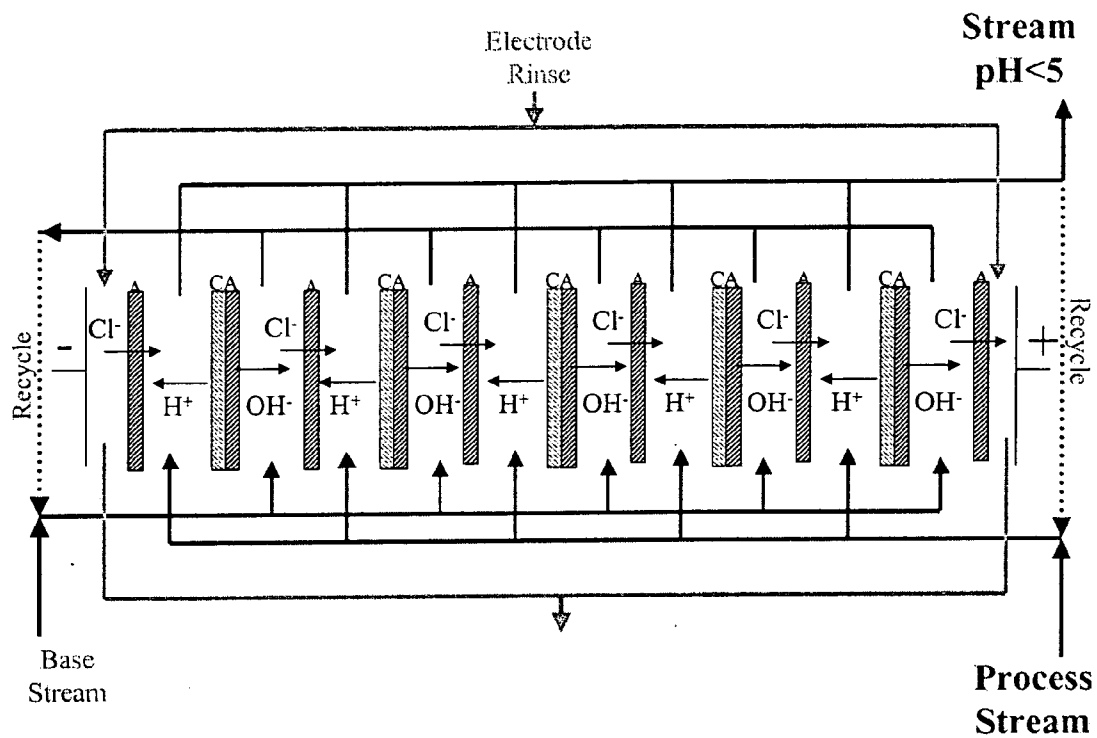 Electrode
Rinse
Stream
pH<5
Recycle
Recycle
A
CA
A
CA
A
CA
A
CA
A
CA
A
-
+
Cl-
Cl-
Cl-
Cl-
Cl-
Cl-
H+
OH-
H+
OH-
H+
OH-
H+
OH-
H+
OH-
Base
Stream
Process
Stream